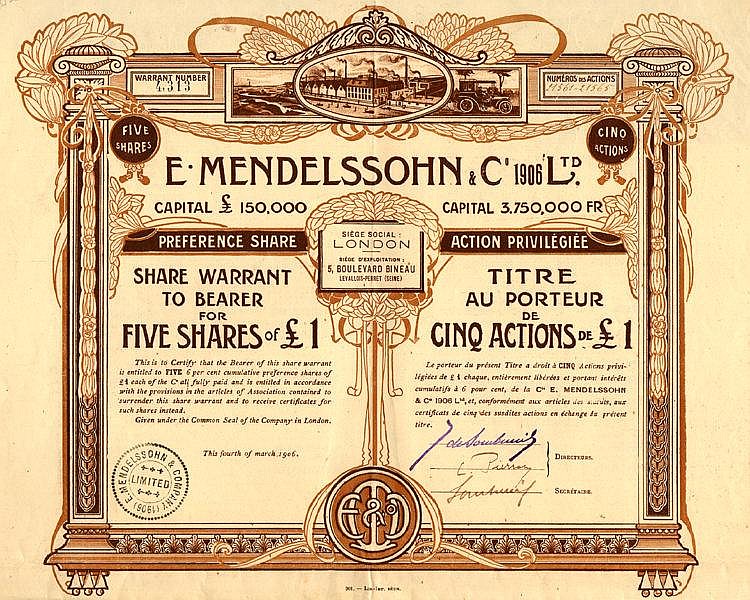 WARRANT NUMBER
4,313
NUMÉROS DES ACTIONS
21561-21565
FIVE
SHARES
CINQ
ACTIONS
E. MENDELSSOHN & Cº 1906 LTD.
CAPITAL £ 150,000
CAPITAL 3.750,000 FR
PREFERENCE SHARE
SIÈGE SOCIAL :
LONDON
SIÈGE D'EXPLOITATION :
5, BOULEVARD BINEAU
LEVALLOIS-PERRET (SEINE)
ACTION PRIVILÉGIÉE
SHARE WARRANT
TO BEARER
FOR
FIVE SHARES OF £ 1
This is to Certify that the Bearer of this share warrant
is entitled to FIVE 6 per cent cumulative preference shares of
£1 each of the Cº all fully paid and is entitled in accordance
with the provisions in the articles of Association contained to
surrender this share warrant and to receive certificates for
such shares instead.
Given under the Common Seal of the Company in London.
This fourth of march, 1906.
E. MENDELSSOHN & COMPANY (1906)
LIMITED
TITRE
AU PORTEUR
DE
CINQ ACTIONS DE £ 1
Le porteur du présent Titre a droit à CINQ Actions privi-
légiées de £ 1 chaque, entièrement libérées et portant intérêts
cumulatifs à 6 pour cent, de la Cie E. MENDELSSOHN
& Cº 1906 Ltd, et, conformément aux articles des statuts, aux
certificats de cinq des susdites actions en échange du présent
titre.
DIRECTEURS.
SECRÉTAIRE.
E & Co